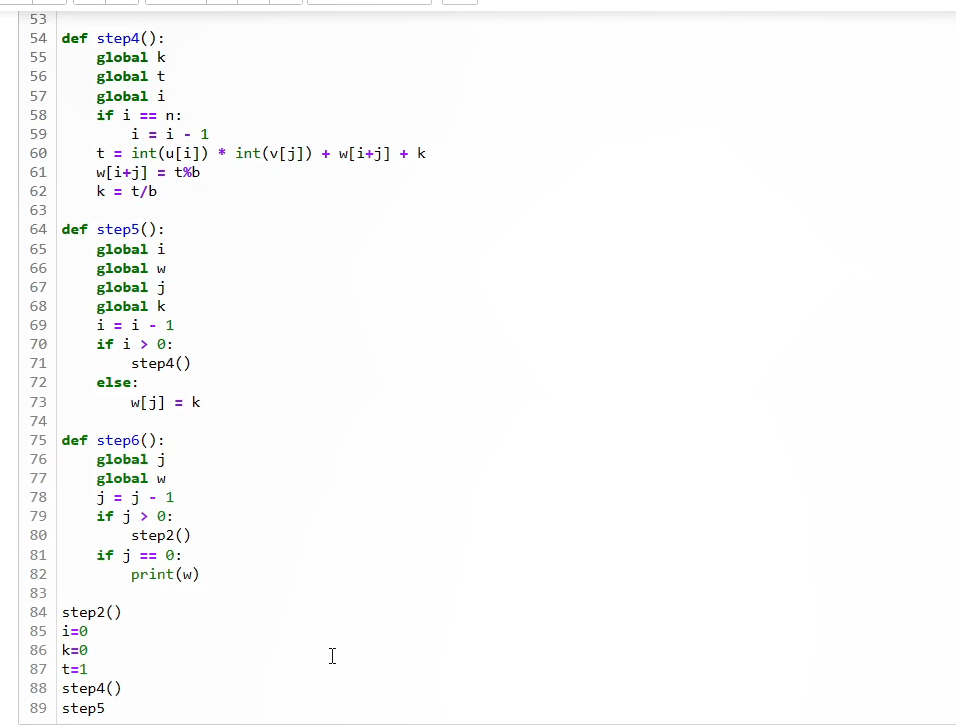 53
54 def step4():
55     global k
56     global t
57     global i
58     if i == n:
59         i = i - 1
60     t = int(u[i]) * int(v[j]) + w[i+j] + k
61     w[i+j] = t%b
62     k = t/b
63
64 def step5():
65     global i
66     global w
67     global j
68     global k
69     i = i - 1
70     if i > 0:
71         step4()
72     else:
73         w[j] = k
74
75 def step6():
76     global j
77     global w
78     j = j - 1
79     if j > 0:
80         step2()
81     if j == 0:
82         print(w)
83
84 step2()
85 i=0
86 k=0
87 t=1
88 step4()
89 step5